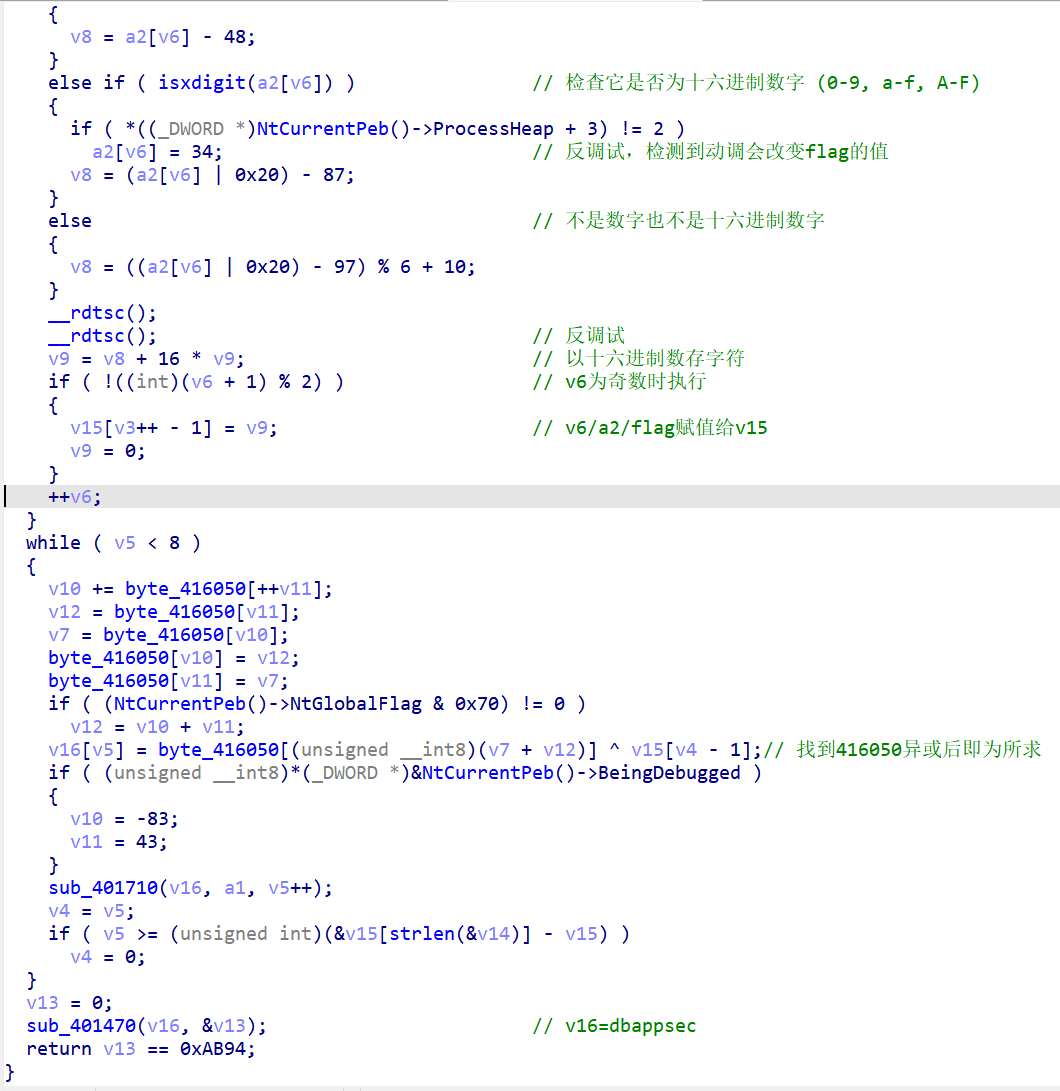 {
v8 = a2[v6] - 48;
}
else if ( isxdigit(a2[v6]) ) // 检查它是否为十六进制数字 (0-9, a-f, A-F)
{
if ( *((_DWORD *)NtCurrentPeb()->ProcessHeap + 3) != 2 )
a2[v6] = 34; // 反调试，检测到动调会改变flag的值
v8 = (a2[v6] | 0x20) - 87;
}
else // 不是数字也不是十六进制数字
{
v8 = ((a2[v6] | 0x20) - 97) % 6 + 10;
}
__rdtsc();
__rdtsc(); // 反调试
v9 = v8 + 16 * v9; // 以十六进制数存字符
if ( !((int)(v6 + 1) % 2) ) // v6为奇数时执行
{
v15[v3++ - 1] = v9; // v6/a2/flag赋值给v15
v9 = 0;
}
++v6;
}
while ( v5 < 8 )
{
v10 += byte_416050[++v11];
v12 = byte_416050[v11];
v7 = byte_416050[v10];
byte_416050[v10] = v12;
byte_416050[v11] = v7;
if ( (NtCurrentPeb()->NtGlobalFlag & 0x70) != 0 )
v12 = v10 + v11;
v16[v5] = byte_416050[(unsigned __int8)(v7 + v12)] ^ v15[v4 - 1];// 找到416050异或后即为所求
if ( (unsigned __int8)*(_DWORD *)&NtCurrentPeb()->BeingDebugged )
{
v10 = -83;
v11 = 43;
}
sub_401710(v16, a1, v5++);
v4 = v5;
if ( v5 >= (unsigned int)(&v15[strlen(&v14)] - v15) )
v4 = 0;
}
v13 = 0;
sub_401470(v16, &v13); // v16=dbappsec
return v13 == 0xAB94;
}